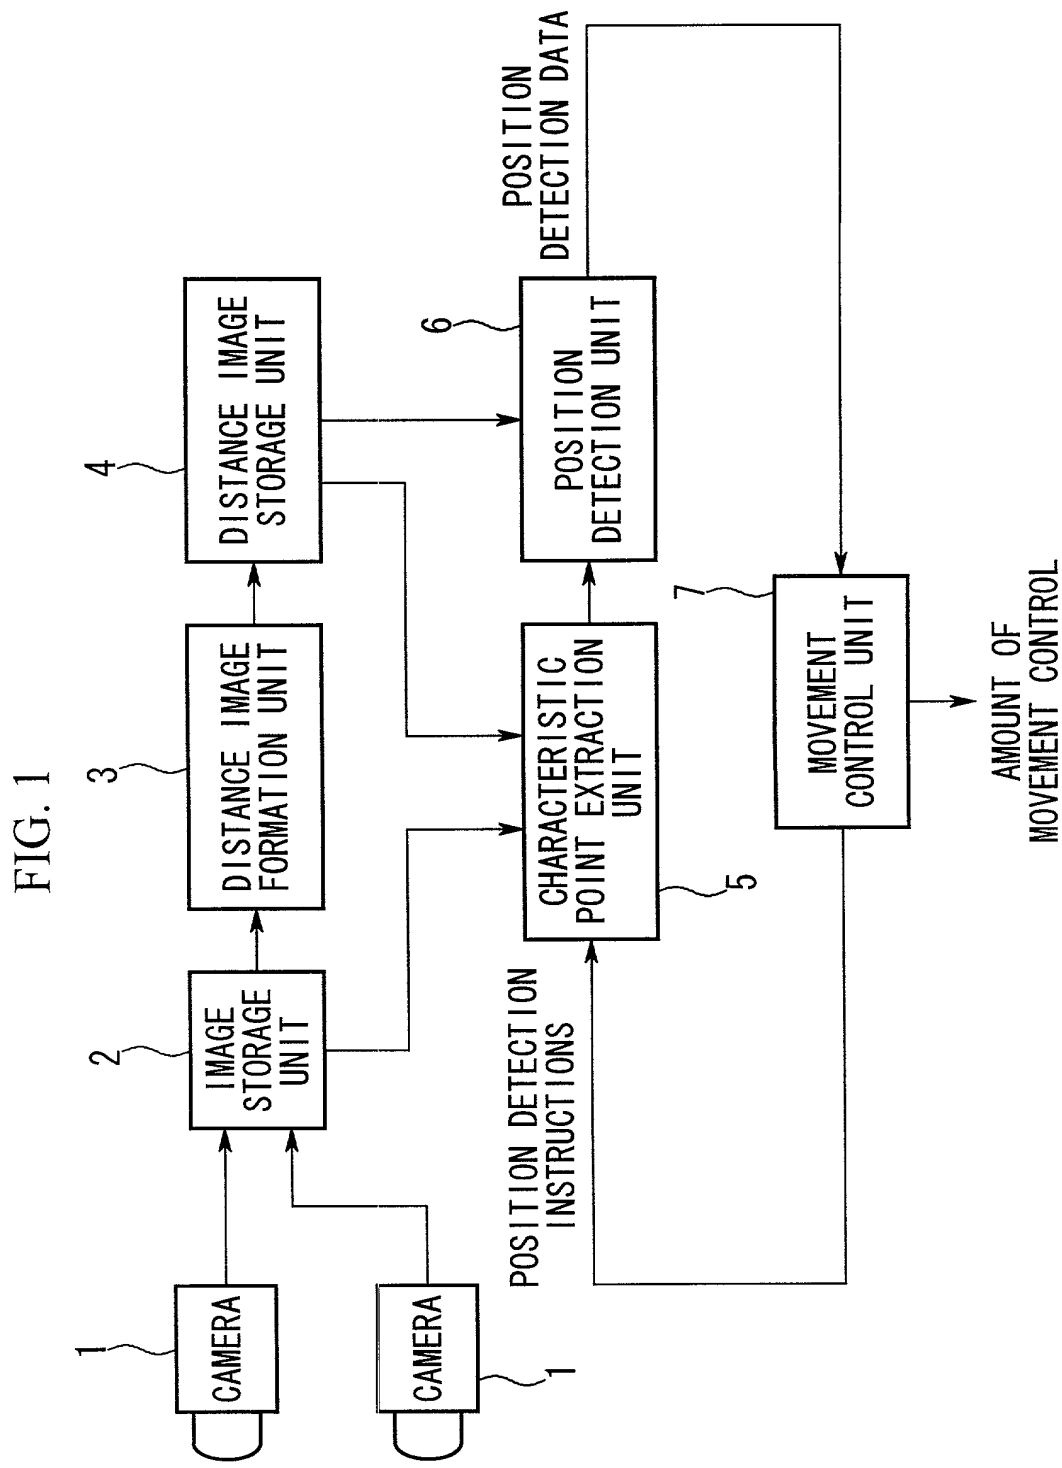 FIG. 1
1
CAMERA
CAMERA
1
2
IMAGE
STORAGE
UNIT
3
DISTANCE IMAGE
FORMATION UNIT
4
DISTANCE IMAGE
STORAGE UNIT
POSITION DETECTION
INSTRUCTIONS
CHARACTERISTIC
POINT EXTRACTION
UNIT
5
6
POSITION
DETECTION UNIT
POSITION
DETECTION DATA
7
MOVEMENT
CONTROL UNIT
AMOUNT OF
MOVEMENT CONTROL